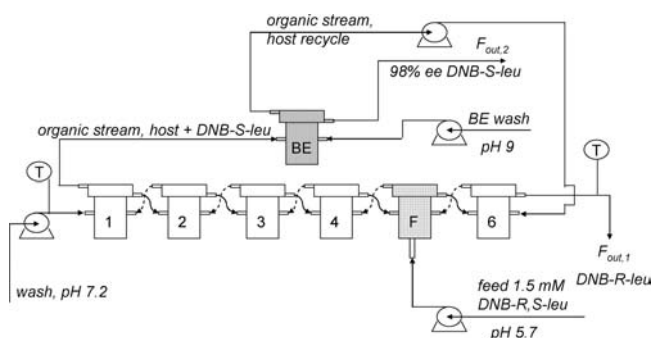 organic stream,
host recycle
F_out,2
98% ee DNB-S-leu
organic stream, host + DNB-S-leu
BE
BE wash
pH 9
T
T
1
2
3
4
F
6
F_out,1
DNB-R-leu
wash, pH 7.2
feed 1.5 mM
DNB-R,S-leu
pH 5.7